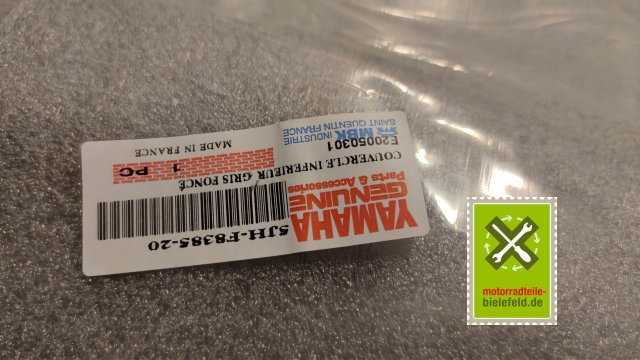 YAMAHA
GENUINE
Parts & Accessories
5JH-F8385-20
COUVERCLE INFERIEUR GRIS FONCÉ
1 PC
MADE IN FRANCE
E20050301
MBK INDUSTRIE
SAINT QUENTIN FRANCE
motorradteile-
bielefeld.de